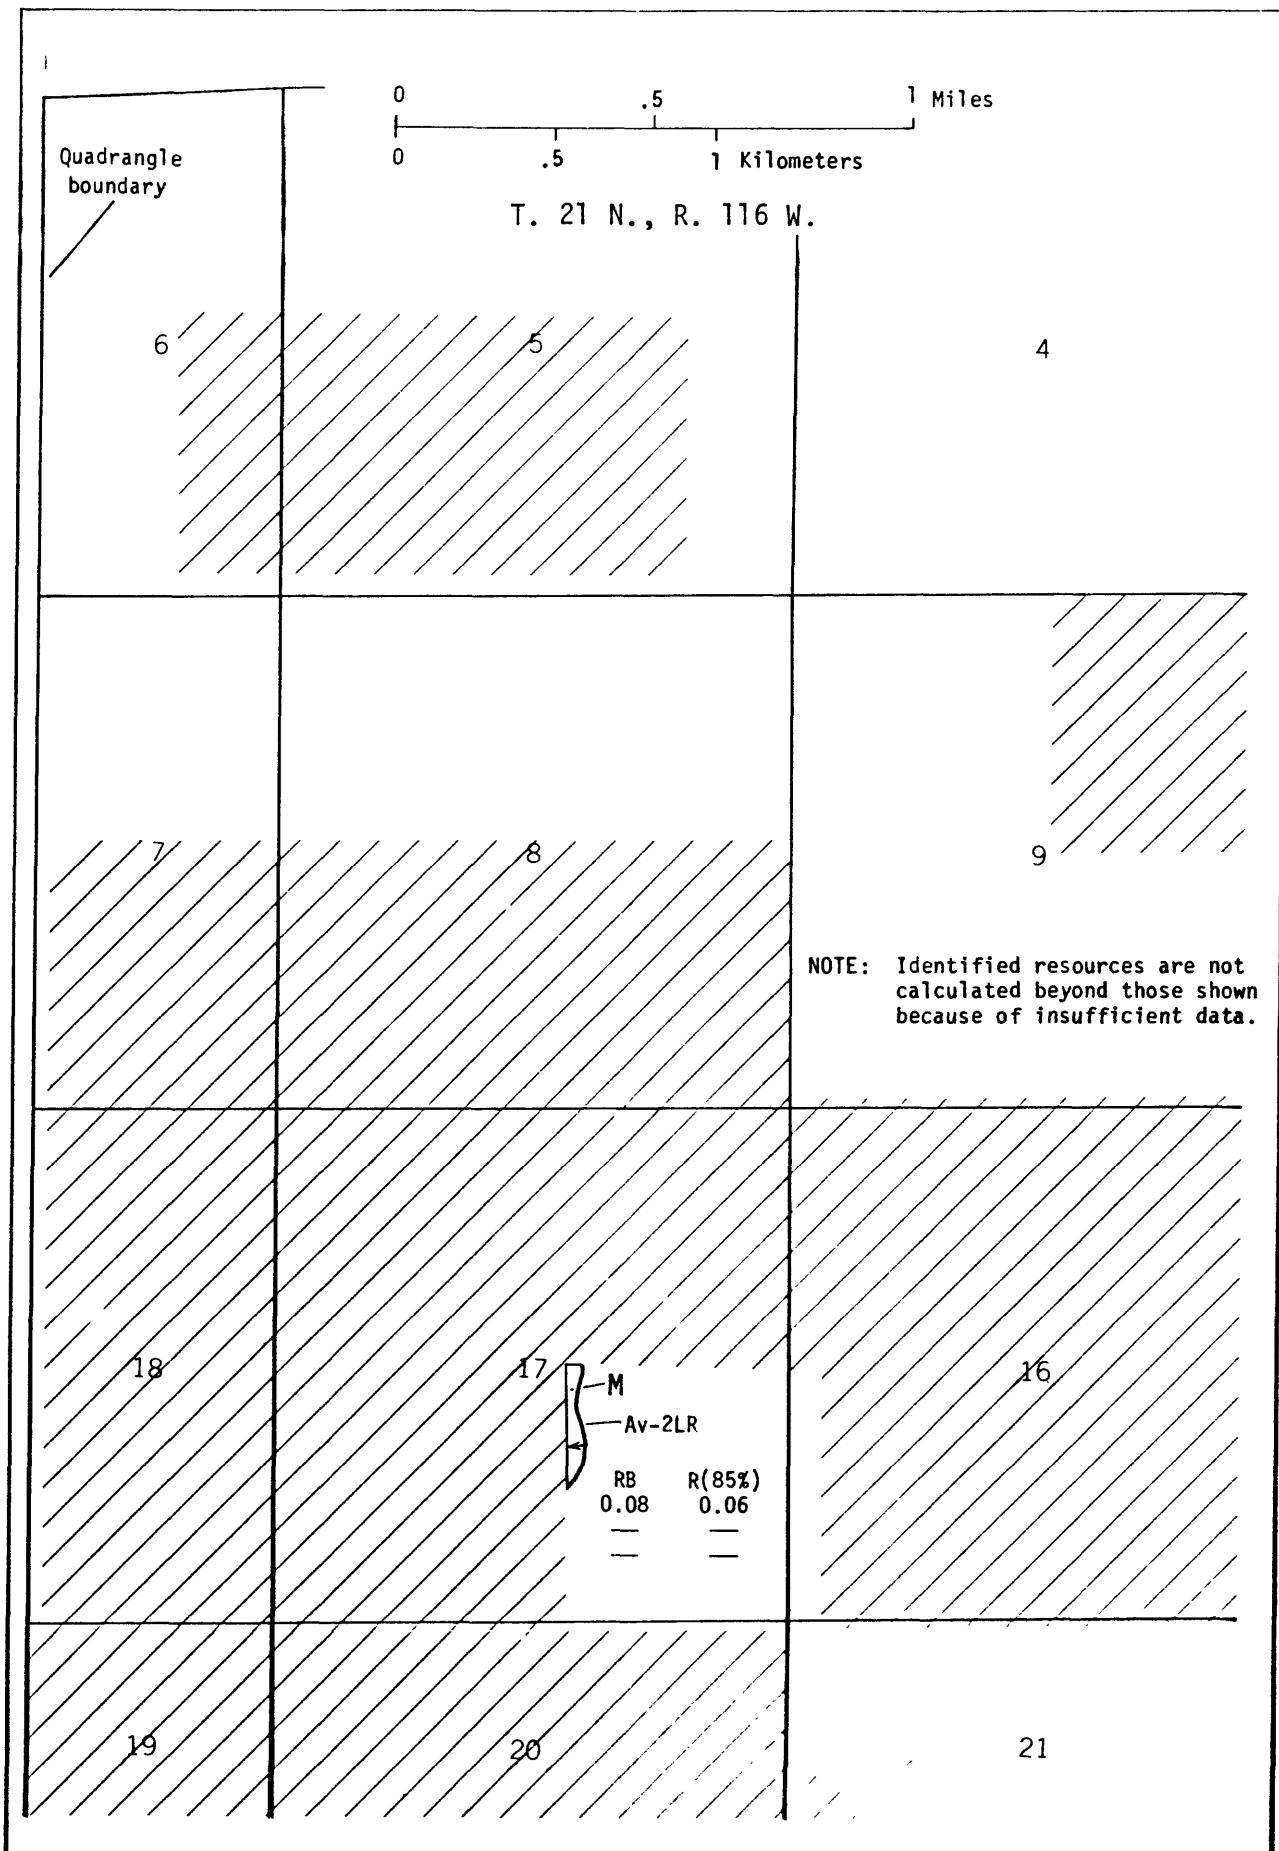 0 .5 1 Miles
0 .5 1 Kilometers
Quadrangle
boundary
T. 21 N., R. 116 W.
6 5 4
7 8 9
NOTE: Identified resources are not
calculated beyond those shown
because of insufficient data.
18 17 16
M
Av-2LR
RB R(85%)
0.08 0.06
— —
— —
19 20 21